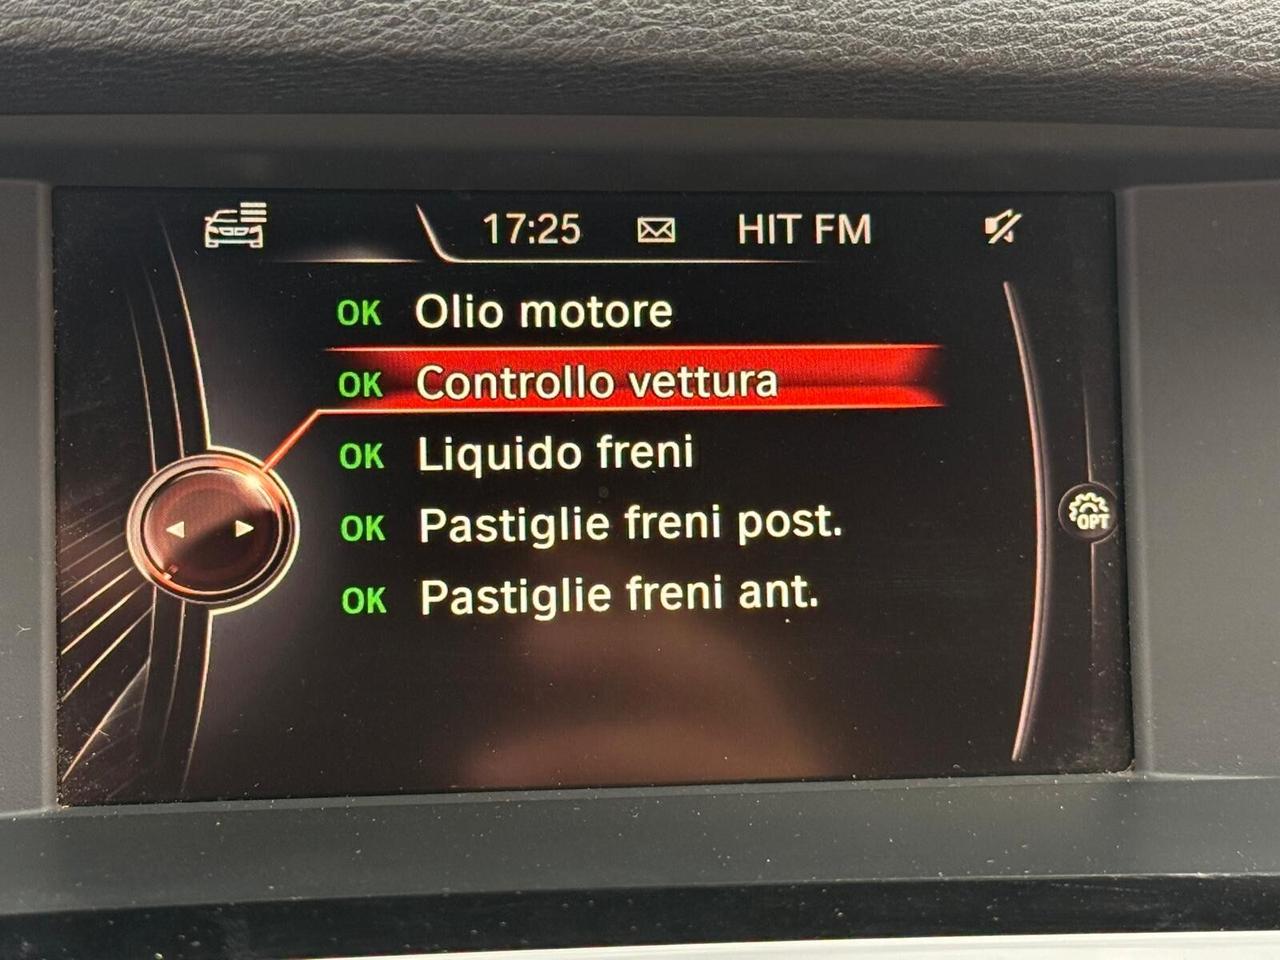 17:25 HIT FM
OK Olio motore
OK Controllo vettura
OK Liquido freni
OK Pastiglie freni post.
OPT
OK Pastiglie freni ant.